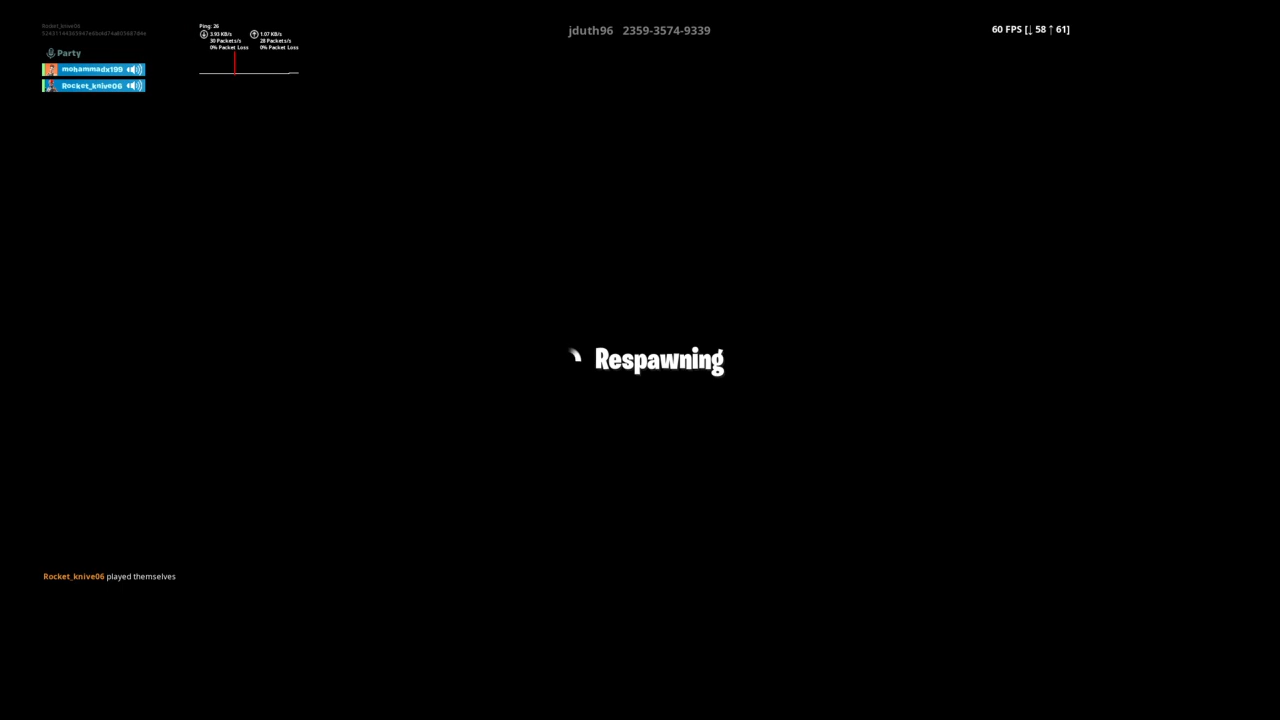 Rocket_knive06
Party
mohammadx199
Rocket_knive06
Ping: 26
3.93 KB/s
30 Packets/s
0% Packet Loss
1.07 KB/s
28 Packets/s
0% Packet Loss
jduth96 2359-3574-9339
60 FPS [↓ 58 ↑ 61]
Respawning
Rocket_knive06 played themselves